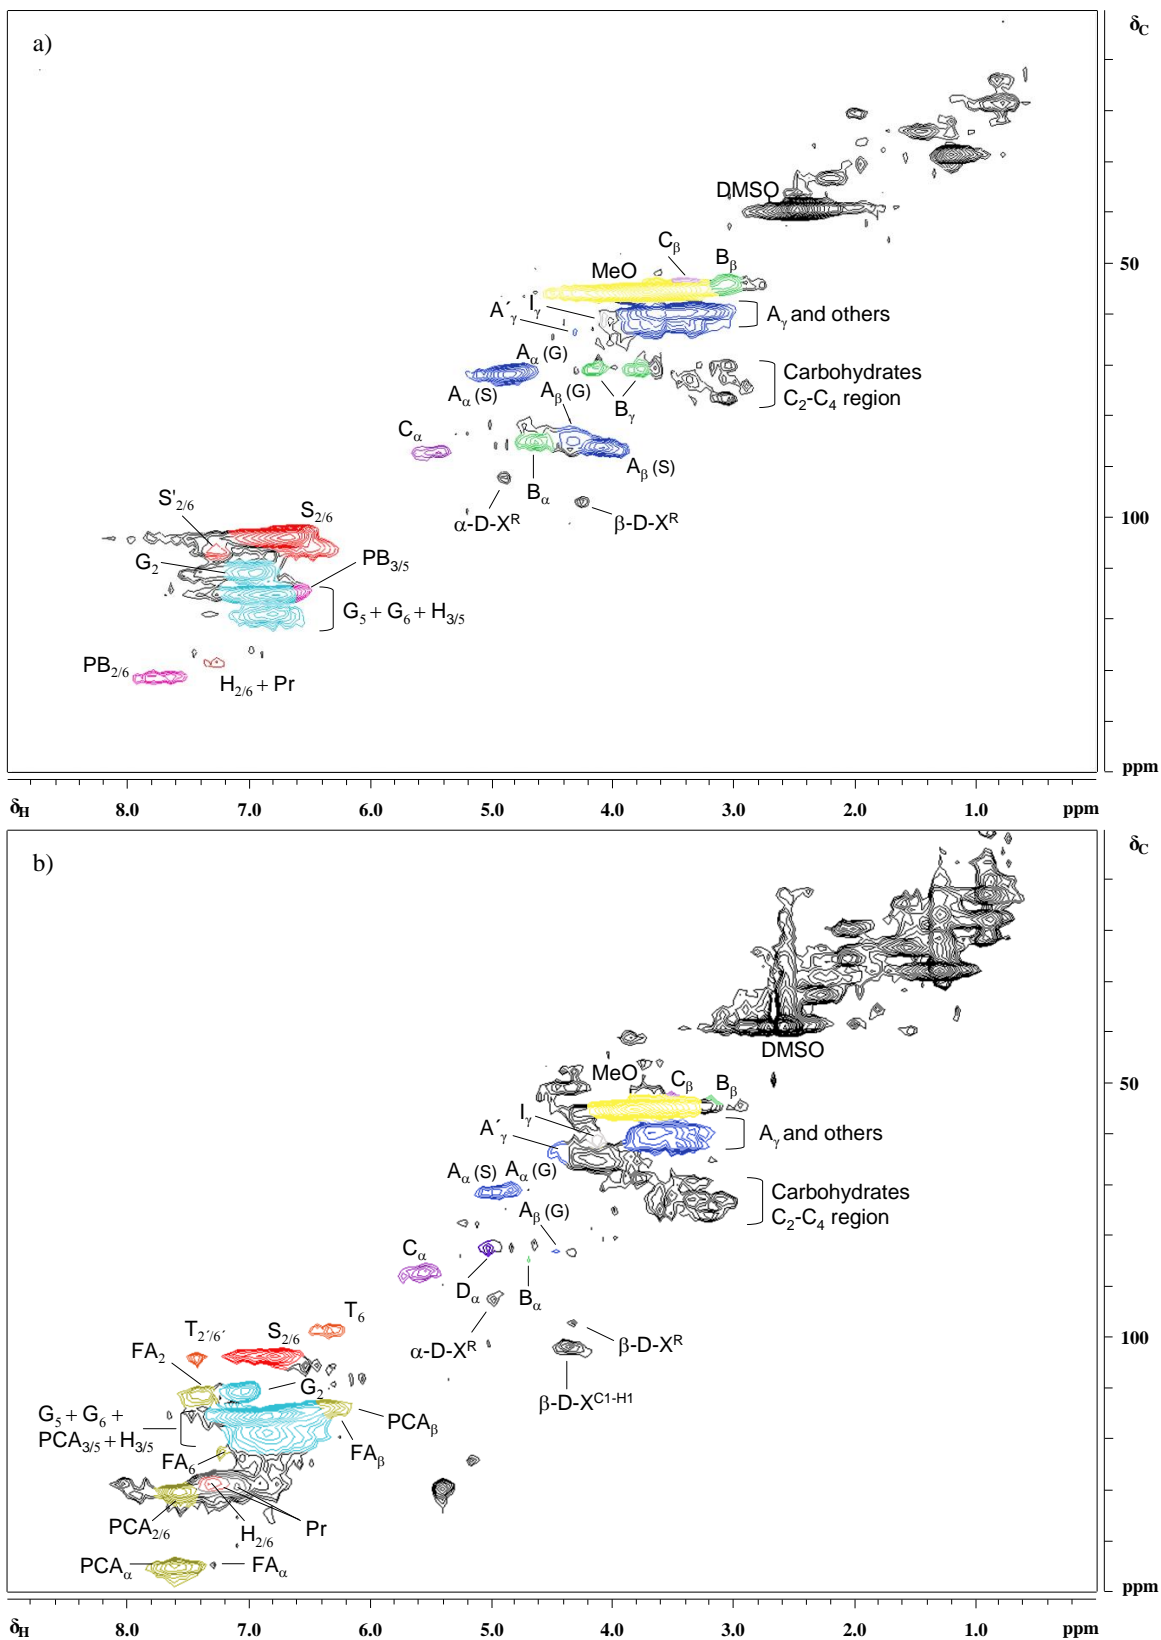 a)
δC
DMSO
50
Cβ
Bβ
MeO
Iγ
A´γ
Aγ and others
Aα (G)
Aα (S)
Aβ (G)
Bγ
Carbohydrates
C2-C4 region
Cα
Aβ (S)
Bα
α-D-XR
β-D-XR
S'2/6
S2/6
100
G2
PB3/5
G5 + G6 + H3/5
PB2/6
H2/6 + Pr
ppm
δH 8.0 7.0 6.0 5.0 4.0 3.0 2.0 1.0 ppm
b)
δC
DMSO
50
MeO
Cβ
Bβ
Iγ
A´γ
Aγ and others
Aα (S) Aα (G)
Aβ (G)
Carbohydrates
C2-C4 region
Cα
Dα
Bα
T6
T2´/6´
S2/6
α-D-XR
β-D-XR
100
FA2
G2
β-D-XC1-H1
G5 + G6 +
PCA3/5 + H3/5
PCAβ
FAβ
FA6
PCA2/6
H2/6
Pr
PCAα
FAα
ppm
δH 8.0 7.0 6.0 5.0 4.0 3.0 2.0 1.0 ppm